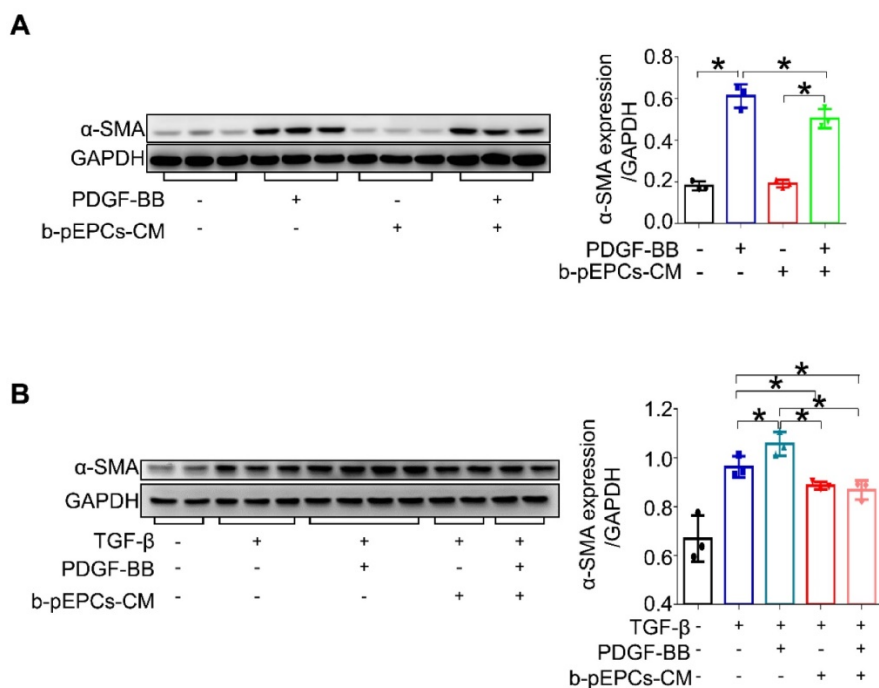 A
α-SMA
GAPDH
PDGF-BB - + - +
b-pEPCs-CM - - + +
α-SMA expression
/GAPDH
0.8
0.6
0.4
0.2
0.0
* *
*
PDGF-BB - + - +
b-pEPCs-CM - - + +
B
α-SMA
GAPDH
TGF-β - + + + +
PDGF-BB - - + - +
b-pEPCs-CM - - - + +
α-SMA expression
/GAPDH
1.2
1.0
0.8
0.6
0.4
*
*
*
* *
TGF-β - + + + +
PDGF-BB - - + - +
b-pEPCs-CM - - - + +